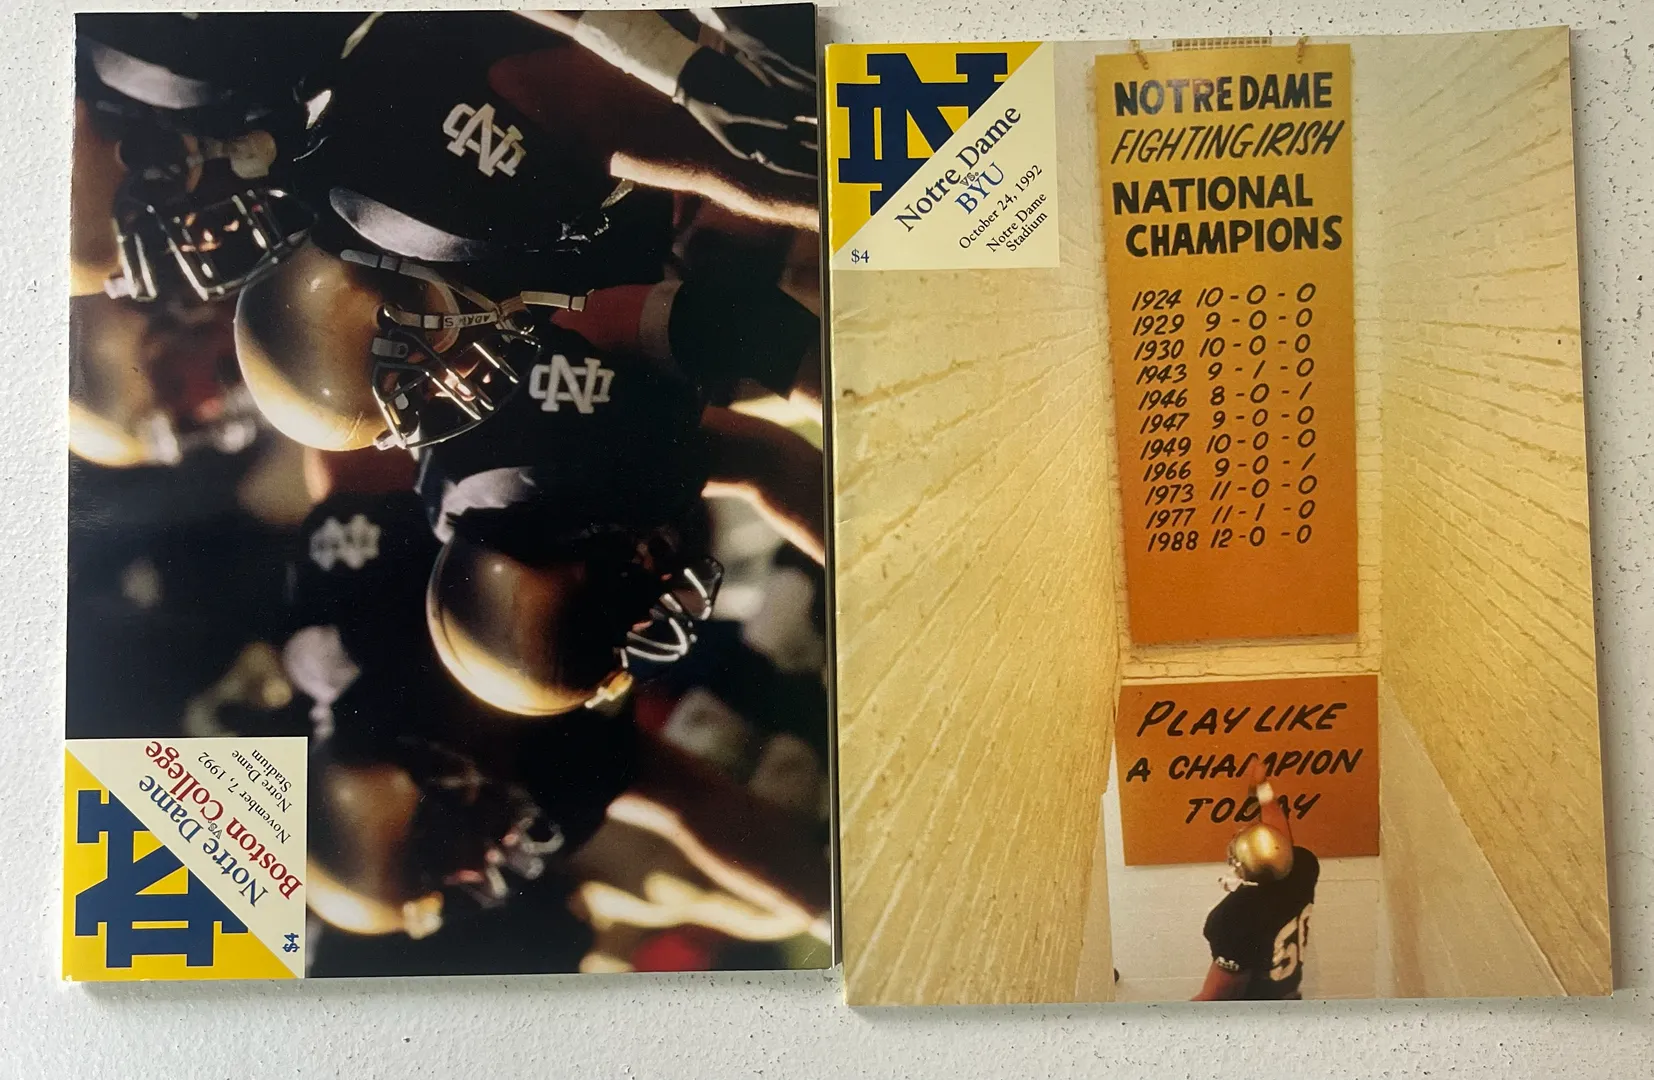 Notre Dame
vs.
Boston College
November 7, 1992
Notre Dame
Stadium
$4
ADAMS
Notre Dame
vs.
BYU
October 24, 1992
Notre Dame
Stadium
$4
NOTRE DAME
FIGHTING IRISH
NATIONAL
CHAMPIONS
1924 10-0-0
1929 9-0-0
1930 10-0-0
1943 9-1-0
1946 8-0-1
1947 9-0-0
1949 10-0-0
1966 9-0-1
1973 11-0-0
1977 11-1-0
1988 12-0-0
PLAY LIKE
A CHAMPION
TODAY